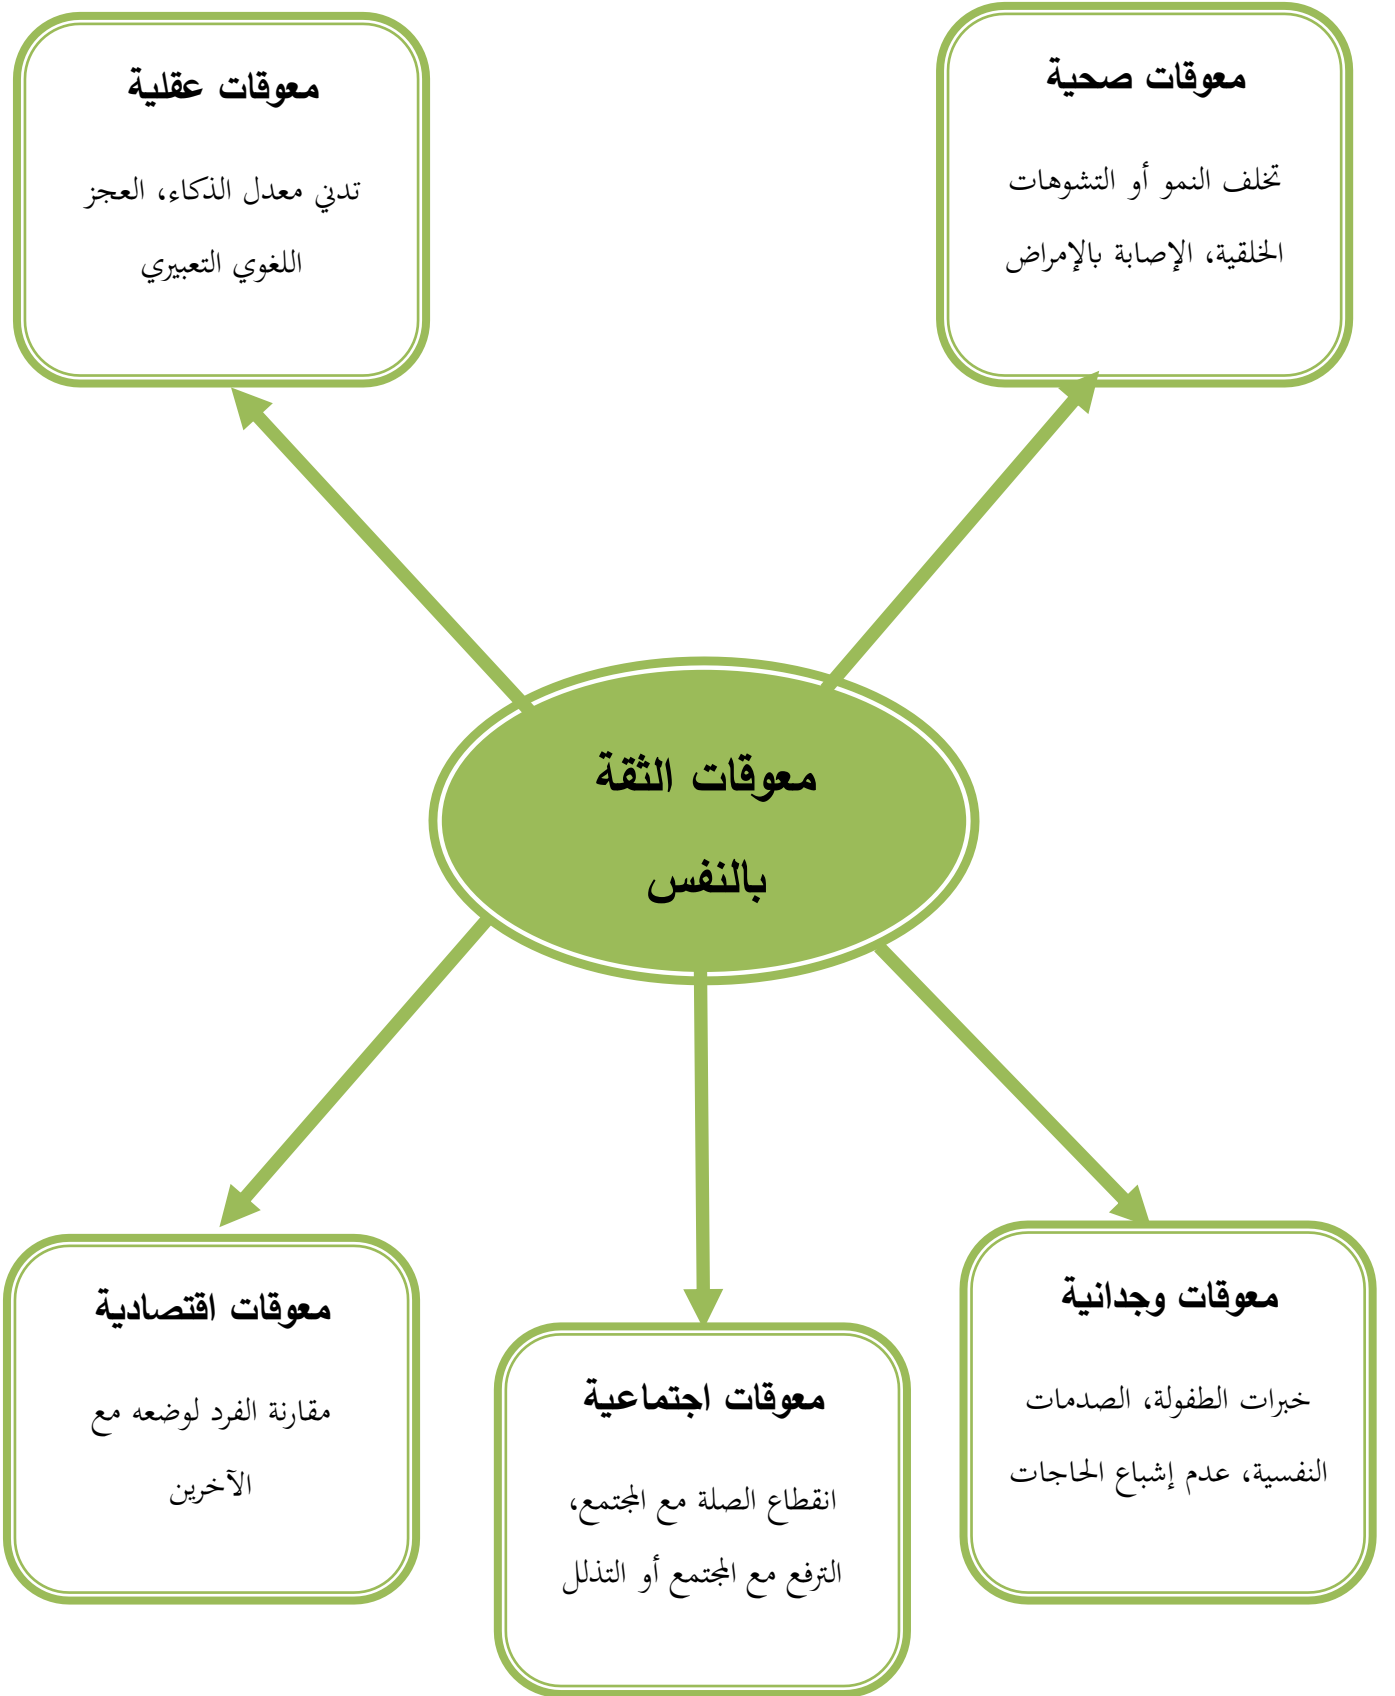 معوقات صحية
تخلف النمو أو التشوهات
الخلقية، الإصابة بالإمراض
معوقات عقلية
تدني معدل الذكاء، العجز
اللغوي التعبيري
معوقات الثقة
بالنفس
معوقات وجدانية
خبرات الطفولة، الصدمات
النفسية، عدم إشباع الحاجات
معوقات اجتماعية
انقطاع الصلة مع المجتمع،
الترفع مع المجتمع أو التذلل
معوقات اقتصادية
مقارنة الفرد لوضعه مع
الآخرين